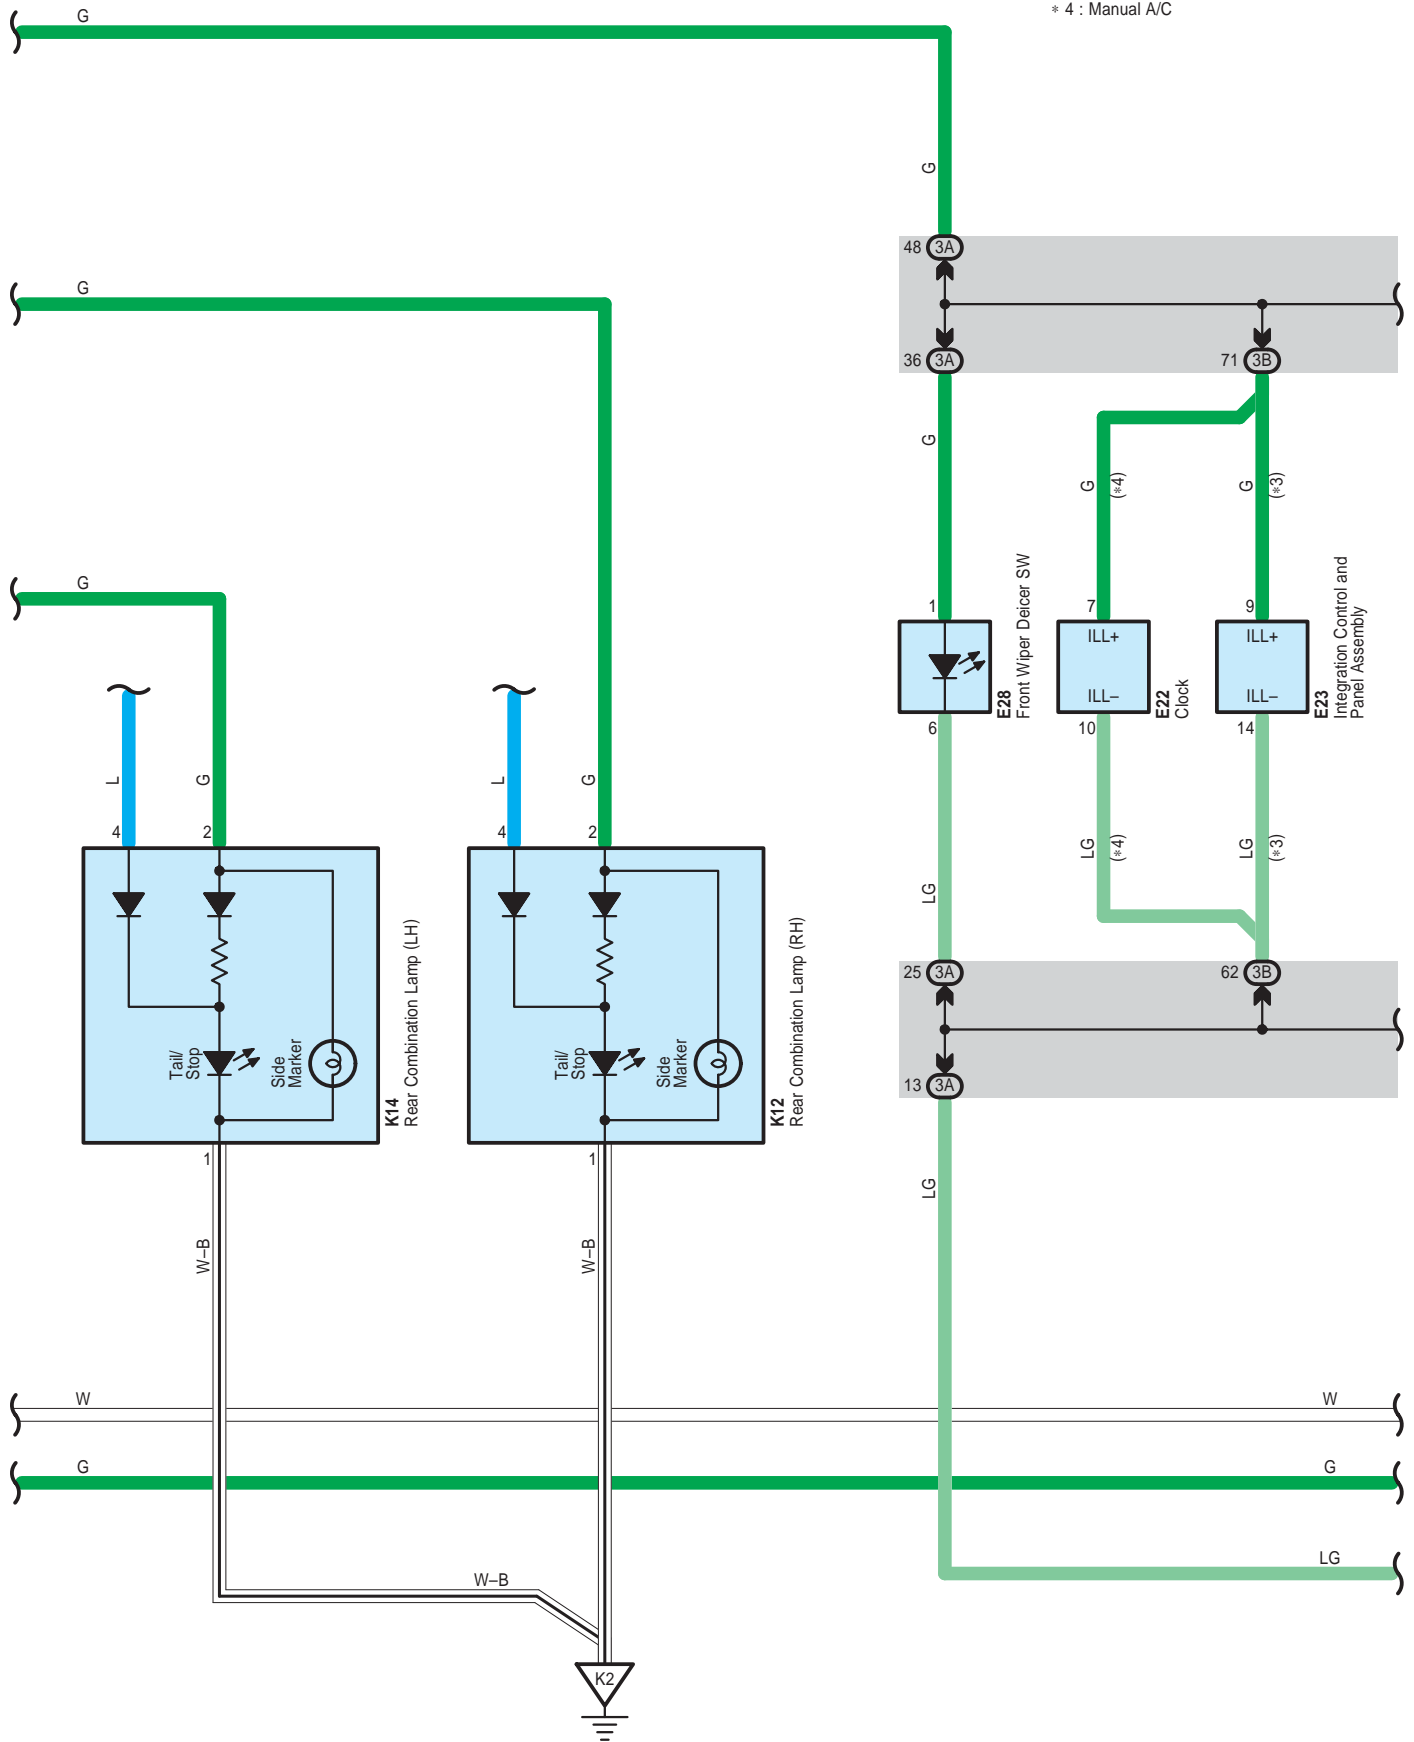 * 4 : Manual A/C
G
G
48 3A
G
36 3A
71 3B
G
G
(*4)
G
(*3)
G
1
7
9
ILL+
ILL+
ILL–
ILL–
E28
Front Wiper Deicer SW
E22
Clock
E23
Integration Control and
Panel Assembly
6
10
14
L
G
L
G
4
2
4
2
LG
(*4)
LG
(*3)
LG
25 3A
62 3B
Tail/
Stop
Side
Marker
K14
Rear Combination Lamp (LH)
Tail/
Stop
Side
Marker
K12
Rear Combination Lamp (RH)
13 3A
1
1
LG
W–B
W–B
W
W
G
G
LG
W–B
K2